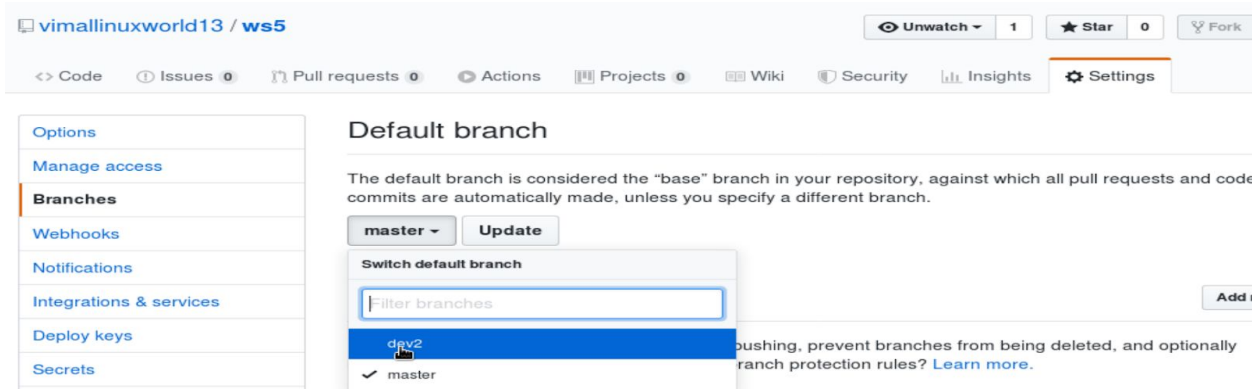 vimallinuxworld13 / ws5
Unwatch 1 Star 0 Fork
<> Code Issues 0 Pull requests 0 Actions Projects 0 Wiki Security Insights Settings
Options
Manage access
Branches
Webhooks
Notifications
Integrations & services
Deploy keys
Secrets
Default branch
The default branch is considered the “base” branch in your repository, against which all pull requests and code
commits are automatically made, unless you specify a different branch.
master Update
Switch default branch
Filter branches
dev2
master
Add
pushing, prevent branches from being deleted, and optionally
branch protection rules? Learn more.